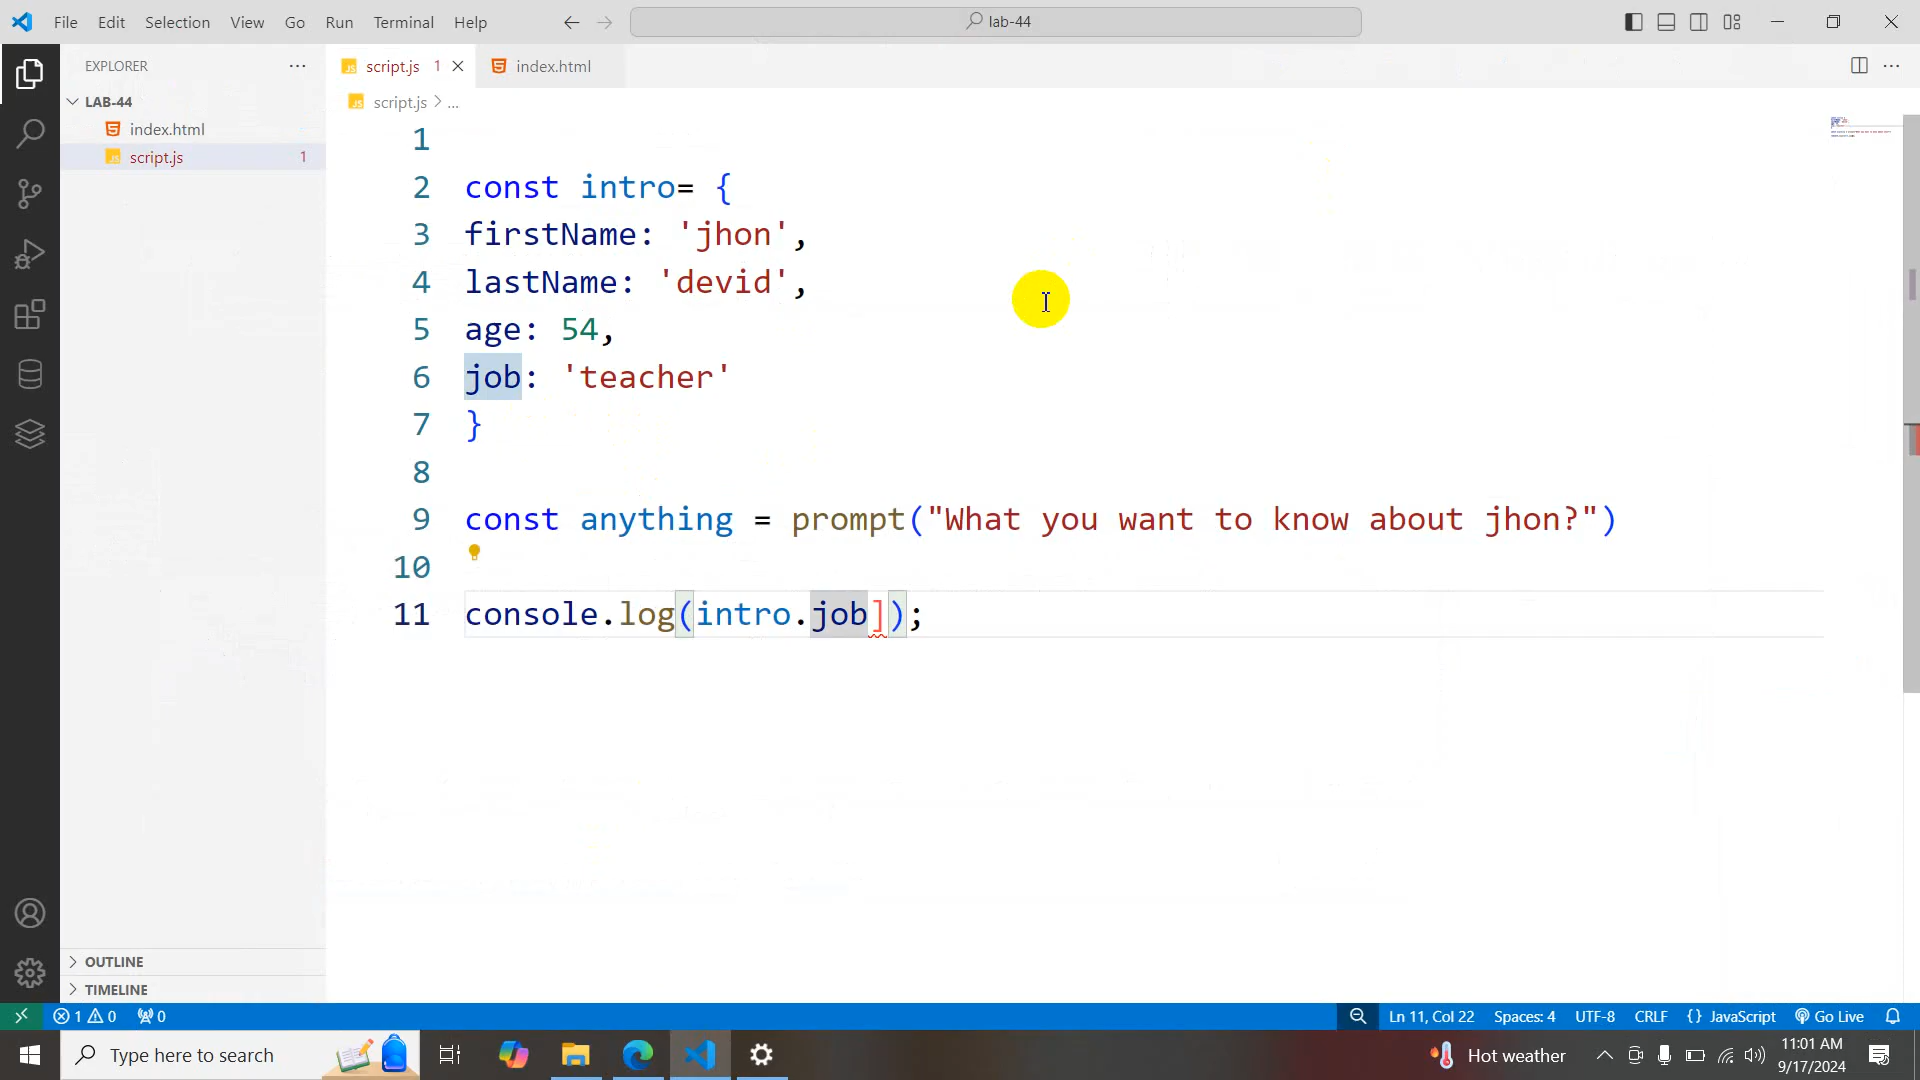 File Edit Selection View Go Run Terminal Help lab-44
EXPLORER
script.js 1 index.html
LAB-44
script.js > ...
index.html
script.js 1
1
2 const intro= {
3 firstName: 'jhon',
4 lastName: 'devid',
5 age: 54,
6 job: 'teacher'
7 }
8
9 const anything = prompt("What you want to know about jhon?")
10
11 console.log(intro.job]);
OUTLINE
TIMELINE
1 0 0 Ln 11, Col 22 Spaces: 4 UTF-8 CRLF {} JavaScript Go Live
Type here to search Hot weather 11:01 AM
9/17/2024